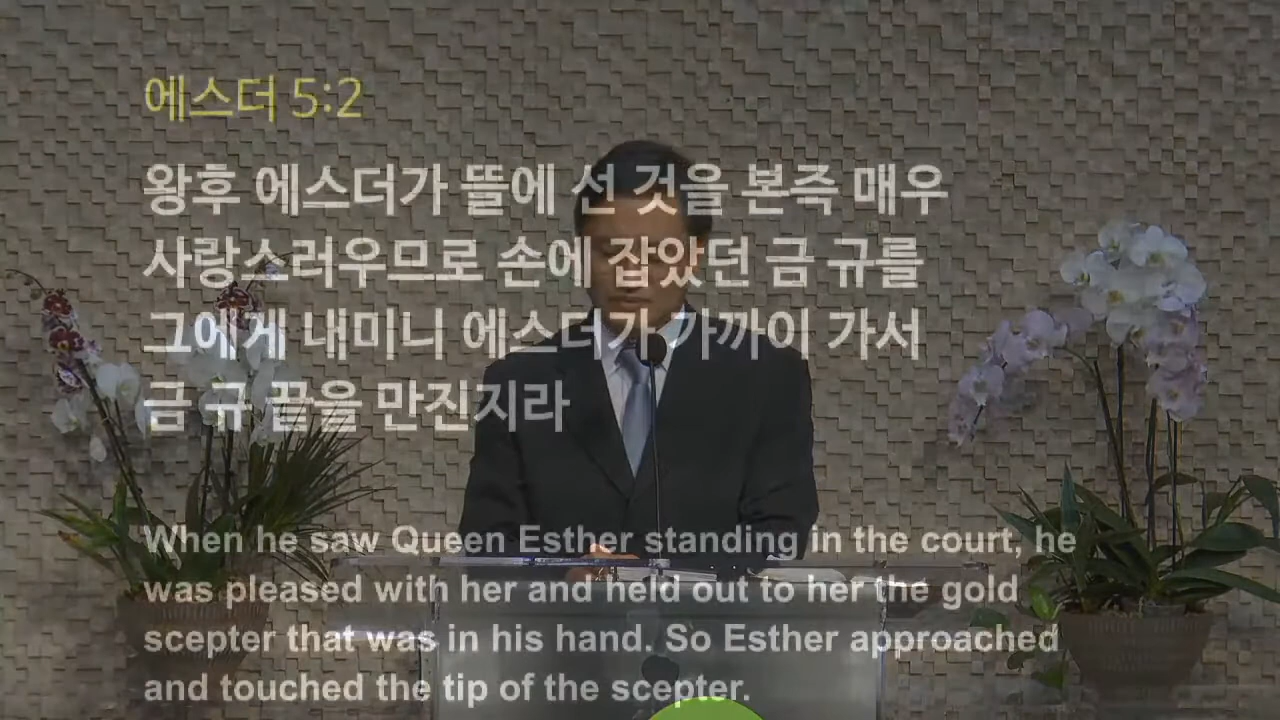 에스더 5:2
왕후 에스더가 뜰에 선 것을 본즉 매우
사랑스러우므로 손에 잡았던 금 규를
그에게 내미니 에스더가 가까이 가서
금 규 끝을 만진지라
When he saw Queen Esther standing in the court, he
was pleased with her and held out to her the gold
scepter that was in his hand. So Esther approached
and touched the tip of the scepter.